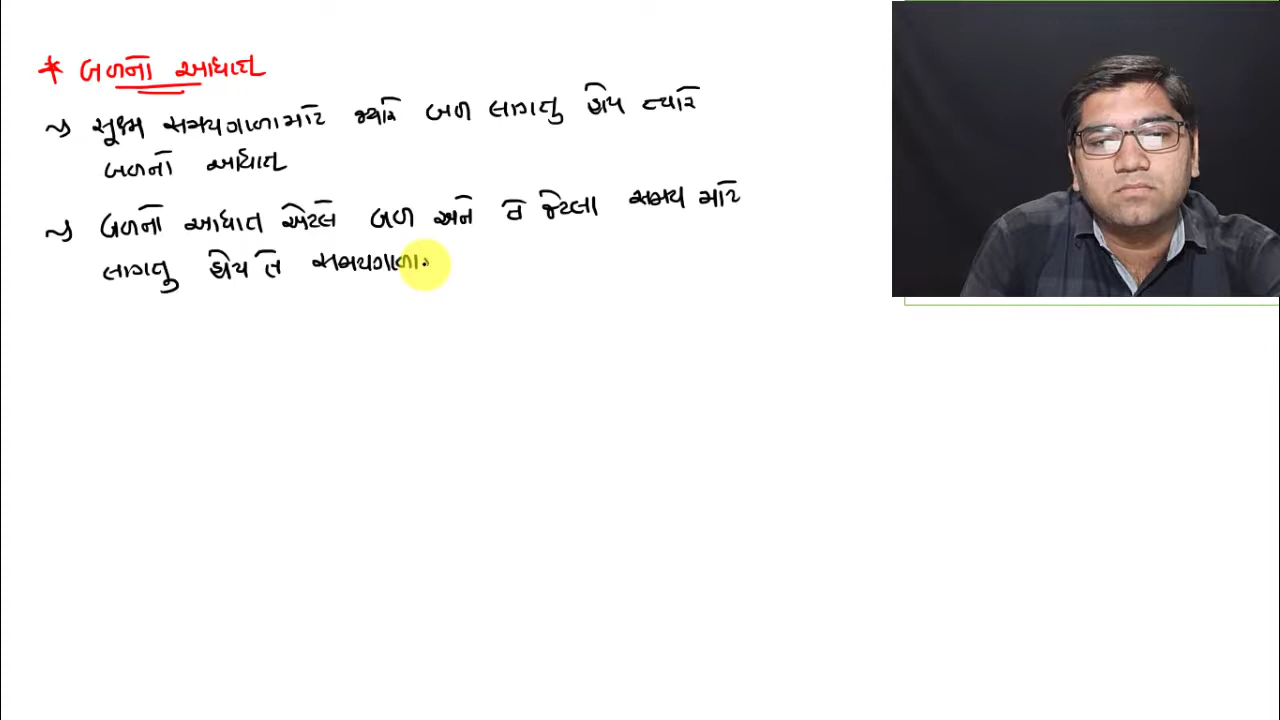 * બળનો આઘાત
~> સૂક્ષ્મ સમયગાળામાટે જ્યારે બળ લાગતુ હોય ત્યારે
બળનો આઘાત
~> બળનો આઘાત એટલે બળ અને તે જેટલા સમય માટે
લાગતુ હોય તે સમયગાળા.